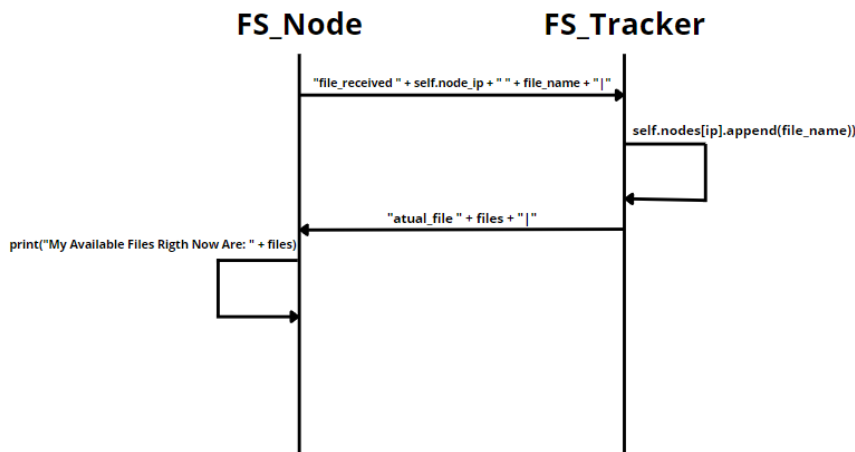 FS_Node
FS_Tracker
"file_received " + self.node_ip + " " + file_name + "|"
self.nodes[ip].append(file_name))
"atual_file " + files + "|"
print("My Available Files Rigth Now Are: " + files)